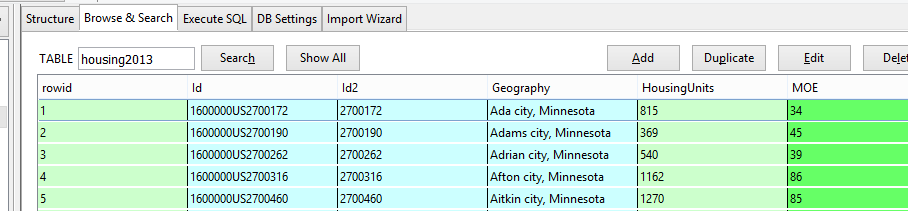 Structure Browse & Search Execute SQL DB Settings Import Wizard
TABLE housing2013 Search Show All Add Duplicate Edit
rowid Id Id2 Geography HousingUnits MOE
1 1600000US2700172 2700172 Ada city, Minnesota 815 34
2 1600000US2700190 2700190 Adams city, Minnesota 369 45
3 1600000US2700262 2700262 Adrian city, Minnesota 540 39
4 1600000US2700316 2700316 Afton city, Minnesota 1162 86
5 1600000US2700460 2700460 Aitkin city, Minnesota 1270 85